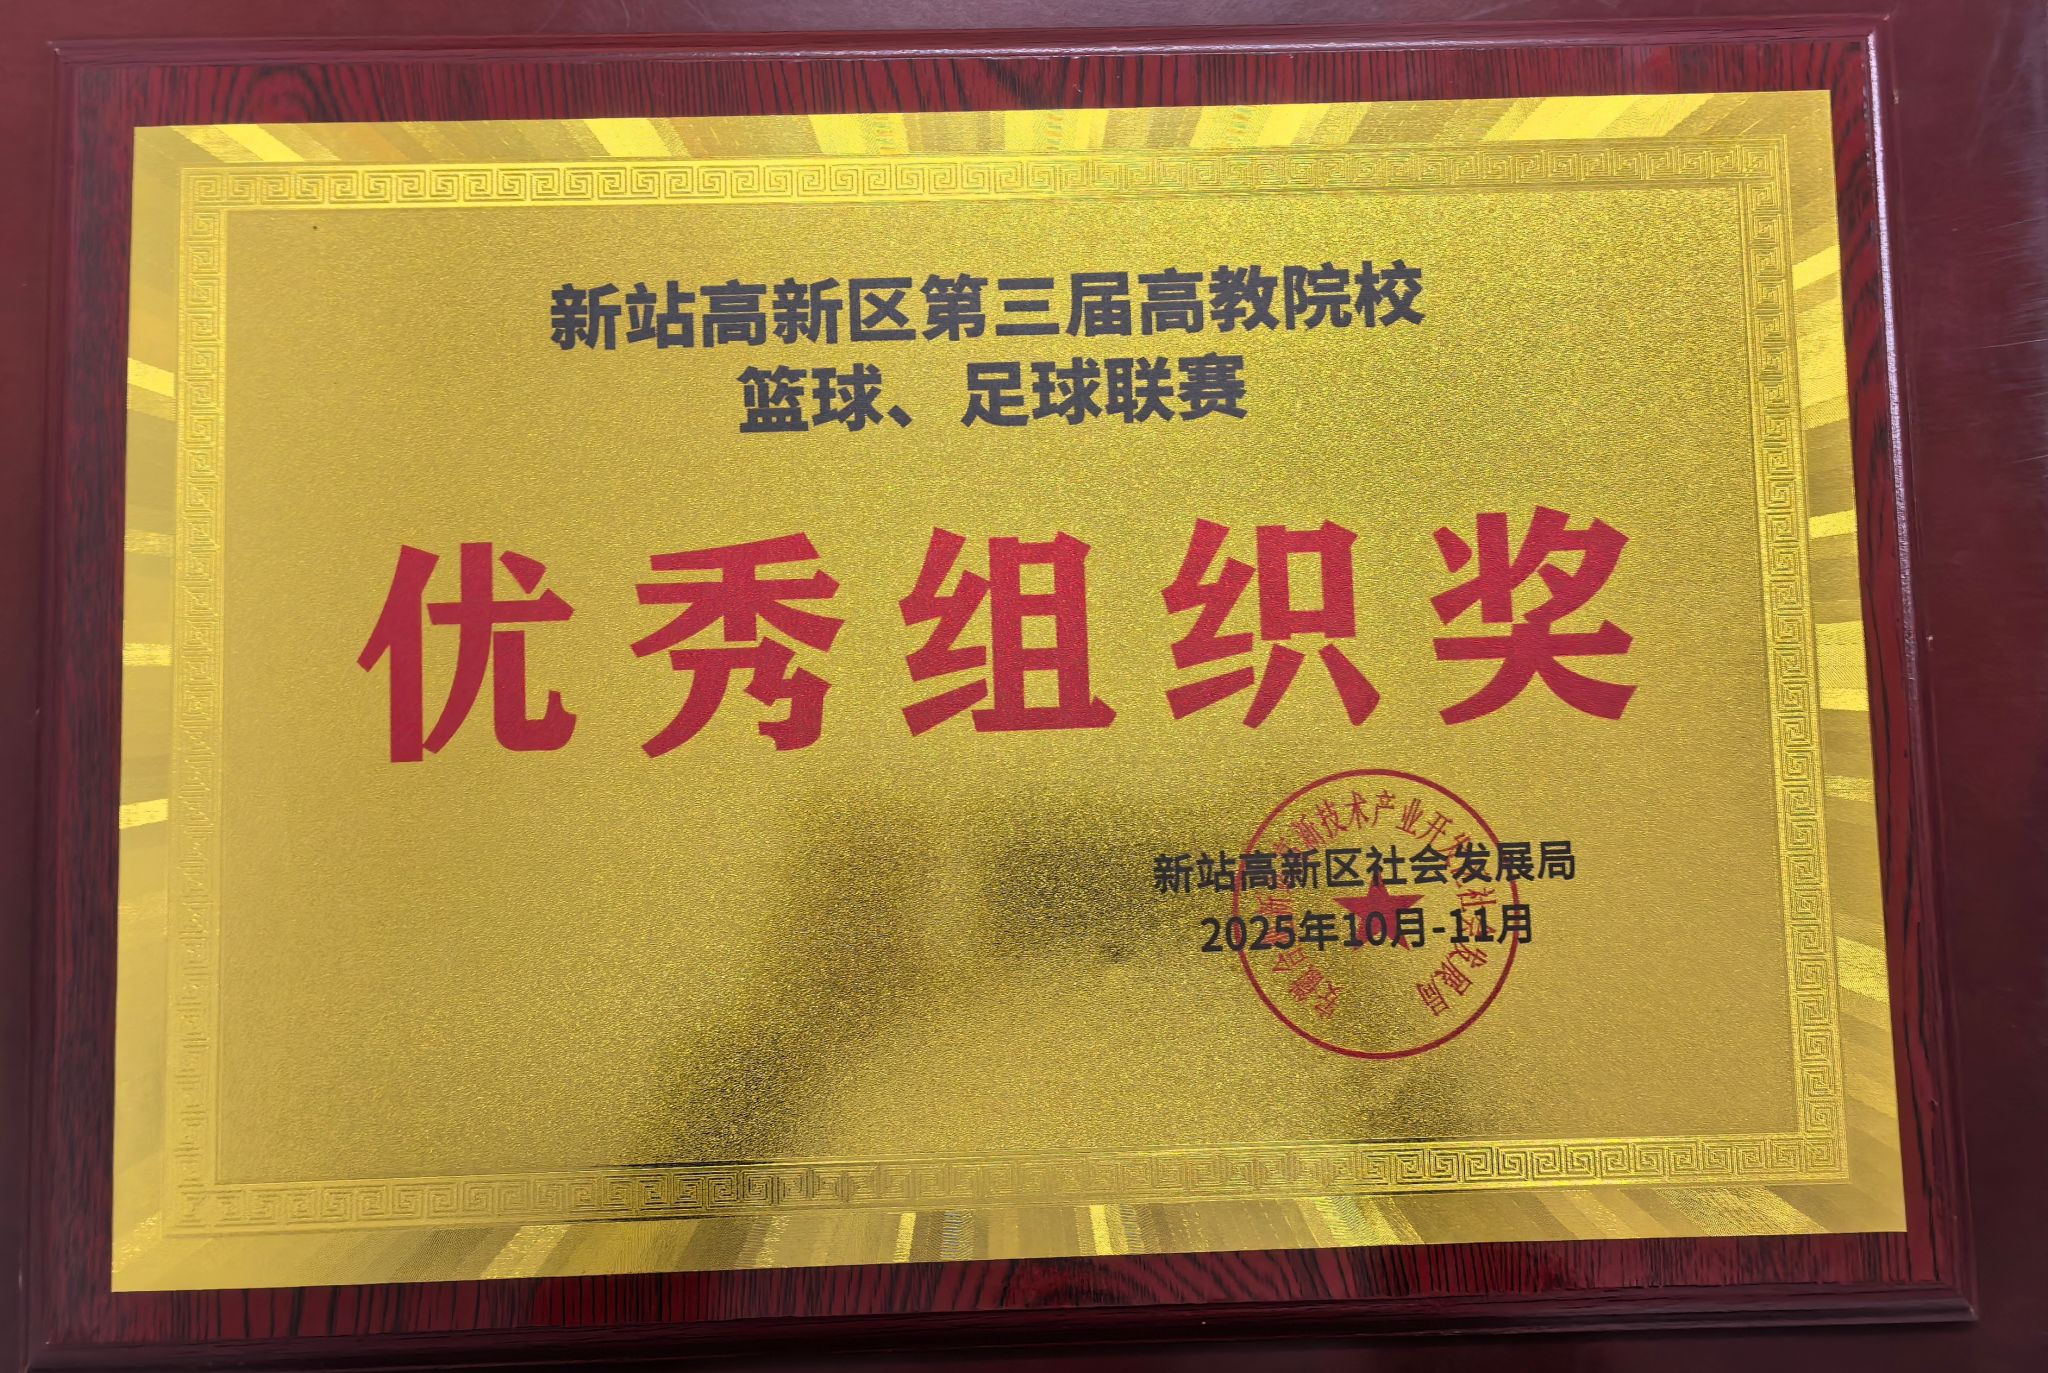 新站高新区第三届高教院校
篮球、足球联赛
优秀组织奖
新站高新区社会发展局
2025年10月-11月